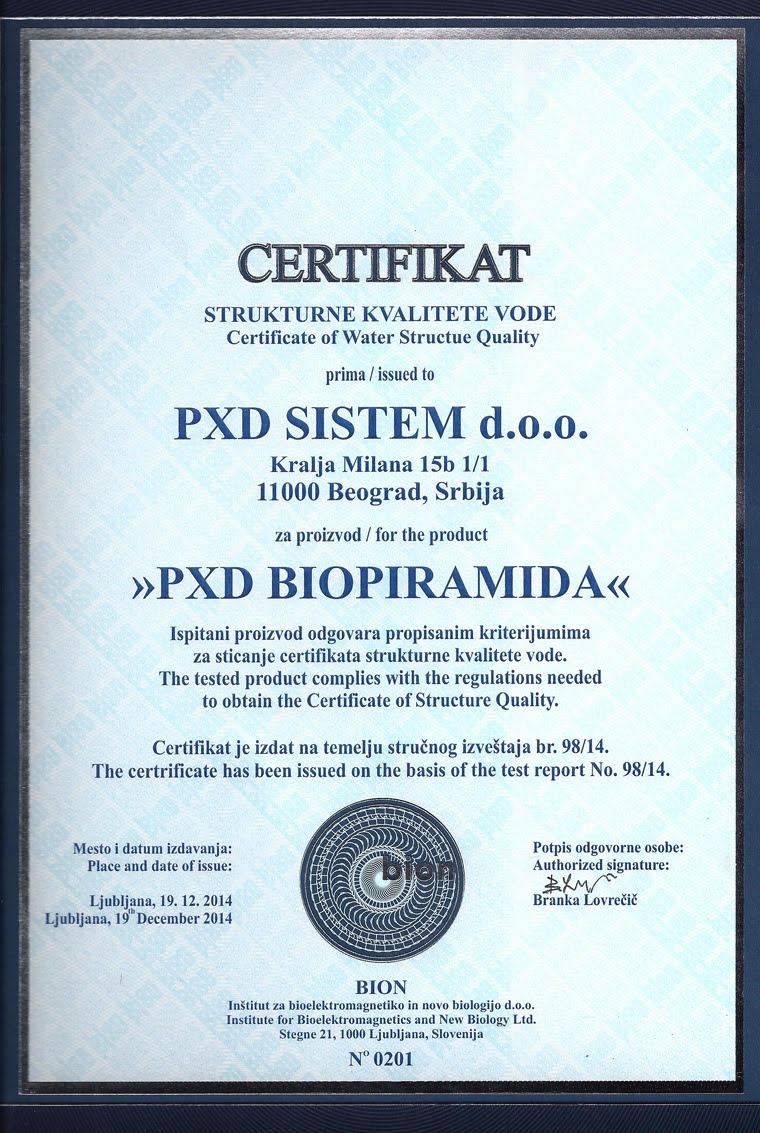 CERTIFIKAT
STRUKTURNE KVALITETE VODE
Certificate of Water Structue Quality
prima / issued to
PXD SISTEM d.o.o.
Kralja Milana 15b 1/1
11000 Beograd, Srbija
za proizvod / for the product
»PXD BIOPIRAMIDA«
Ispitani proizvod odgovara propisanim kriterijumima
za sticanje certifikata strukturne kvalitete vode.
The tested product complies with the regulations needed
to obtain the Certificate of Structure Quality.
Certifikat je izdat na temelju stručnog izveštaja br. 98/14.
The certrificate has been issued on the basis of the test report No. 98/14.
Mesto i datum izdavanja:
Place and date of issue:
Ljubljana, 19. 12. 2014
Ljubljana, 19th December 2014
bion
Potpis odgovorne osobe:
Authorized signature:
Branka Lovrečič
BION
Inštitut za bioelektromagnetiko in novo biologijo d.o.o.
Institute for Bioelektromagnetics and New Biology Ltd.
Stegne 21, 1000 Ljubljana, Slovenija
Nº 0201